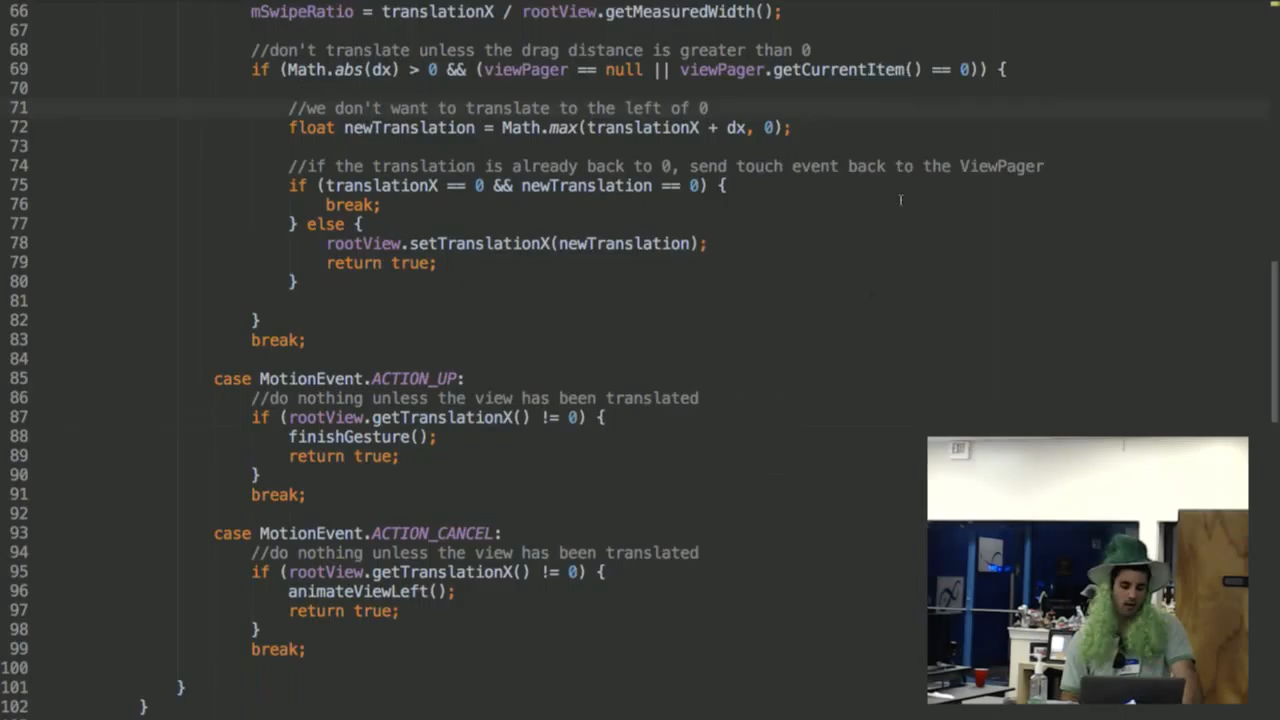 66 mSwipeRatio = translationX / rootView.getMeasuredWidth();
67
68 //don't translate unless the drag distance is greater than 0
69 if (Math.abs(dx) > 0 && (viewPager == null || viewPager.getCurrentItem() == 0)) {
70
71 //we don't want to translate to the left of 0
72 float newTranslation = Math.max(translationX + dx, 0);
73
74 //if the translation is already back to 0, send touch event back to the ViewPager
75 if (translationX == 0 && newTranslation == 0) {
76 break;
77 } else {
78 rootView.setTranslationX(newTranslation);
79 return true;
80 }
81
82 }
83 break;
84
85 case MotionEvent.ACTION_UP:
86 //do nothing unless the view has been translated
87 if (rootView.getTranslationX() != 0) {
88 finishGesture();
89 return true;
90 }
91 break;
92
93 case MotionEvent.ACTION_CANCEL:
94 //do nothing unless the view has been translated
95 if (rootView.getTranslationX() != 0) {
96 animateViewLeft();
97 return true;
98 }
99 break;
100
101 }
102 }